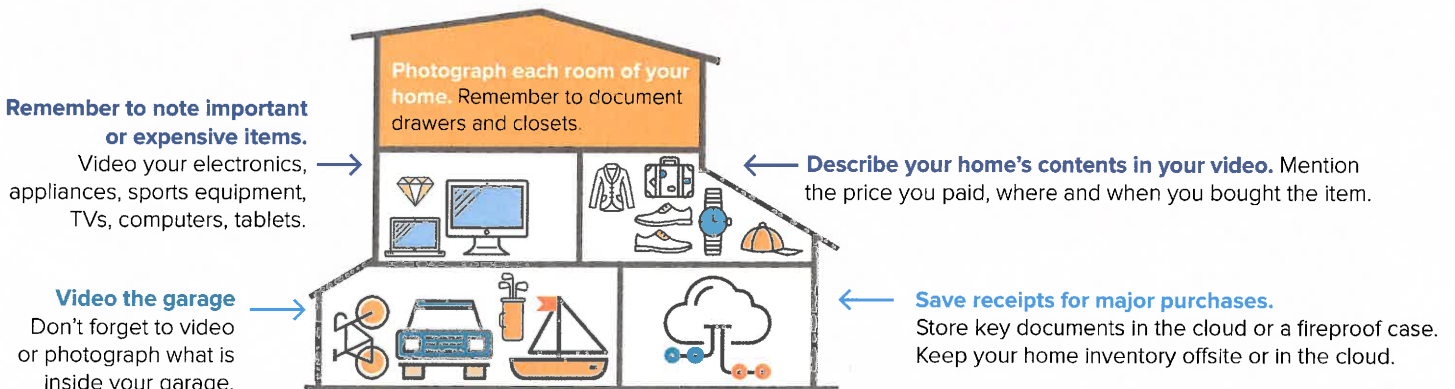 Photograph each room of your
home. Remember to document
drawers and closets.
Remember to note important
or expensive items.
Video your electronics,
appliances, sports equipment,
TVs, computers, tablets.
Describe your home's contents in your video. Mention
the price you paid, where and when you bought the item.
Video the garage
Don't forget to video
or photograph what is
inside your garage.
Save receipts for major purchases.
Store key documents in the cloud or a fireproof case.
Keep your home inventory offsite or in the cloud.